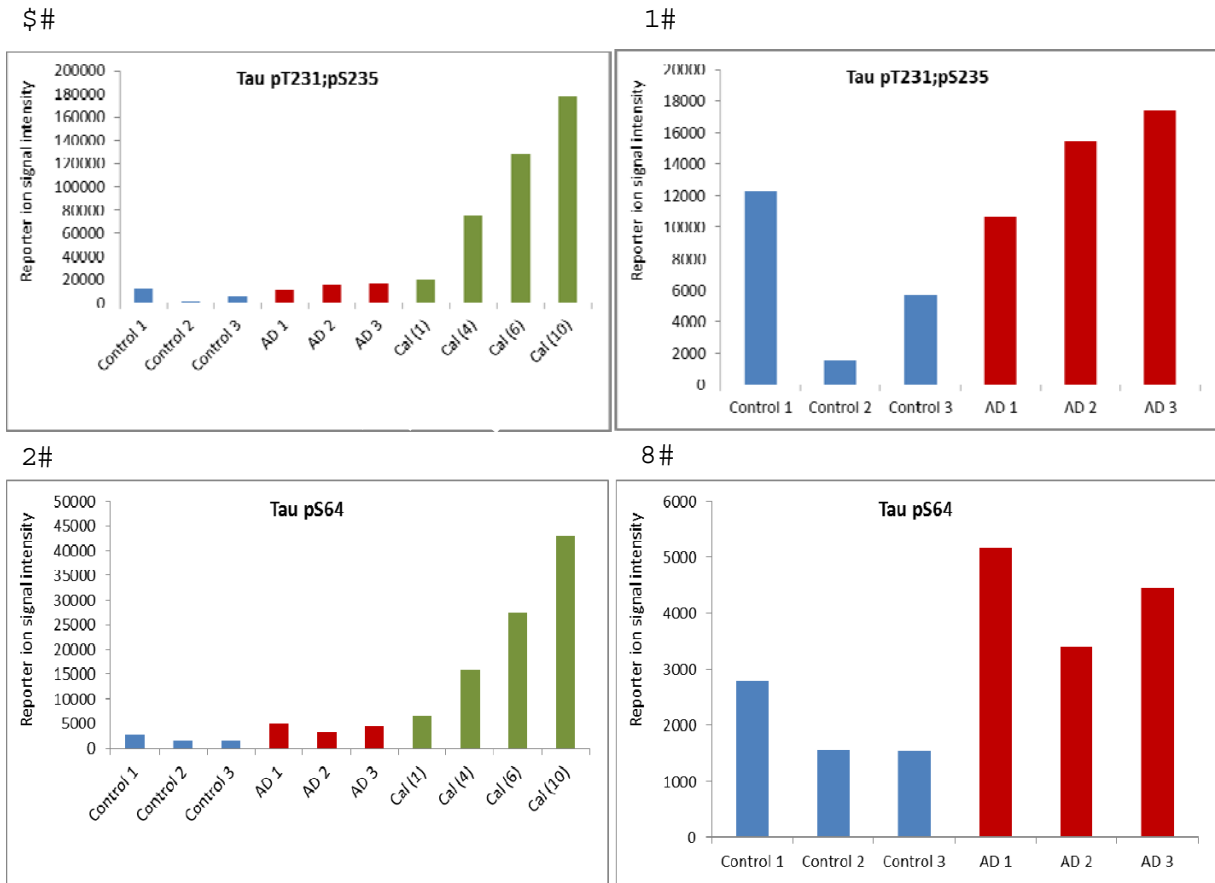 $#
Tau pT231;pS235
Reporter ion signal intensity
200000
180000
160000
140000
120000
100000
80000
60000
40000
20000
0
Control 1
Control 2
Control 3
AD 1
AD 2
AD 3
Cal (1)
Cal (4)
Cal (6)
Cal (10)
1#
Tau pT231;pS235
Reporter ion signal intensity
20000
18000
16000
14000
12000
10000
8000
6000
4000
2000
0
Control 1
Control 2
Control 3
AD 1
AD 2
AD 3
2#
Tau pS64
Reporter ion signal intensity
50000
45000
40000
35000
30000
25000
20000
15000
10000
5000
0
Control 1
Control 2
Control 3
AD 1
AD 2
AD 3
Cal (1)
Cal (4)
Cal (6)
Cal (10)
8#
Tau pS64
Reporter ion signal intensity
6000
5000
4000
3000
2000
1000
0
Control 1
Control 2
Control 3
AD 1
AD 2
AD 3